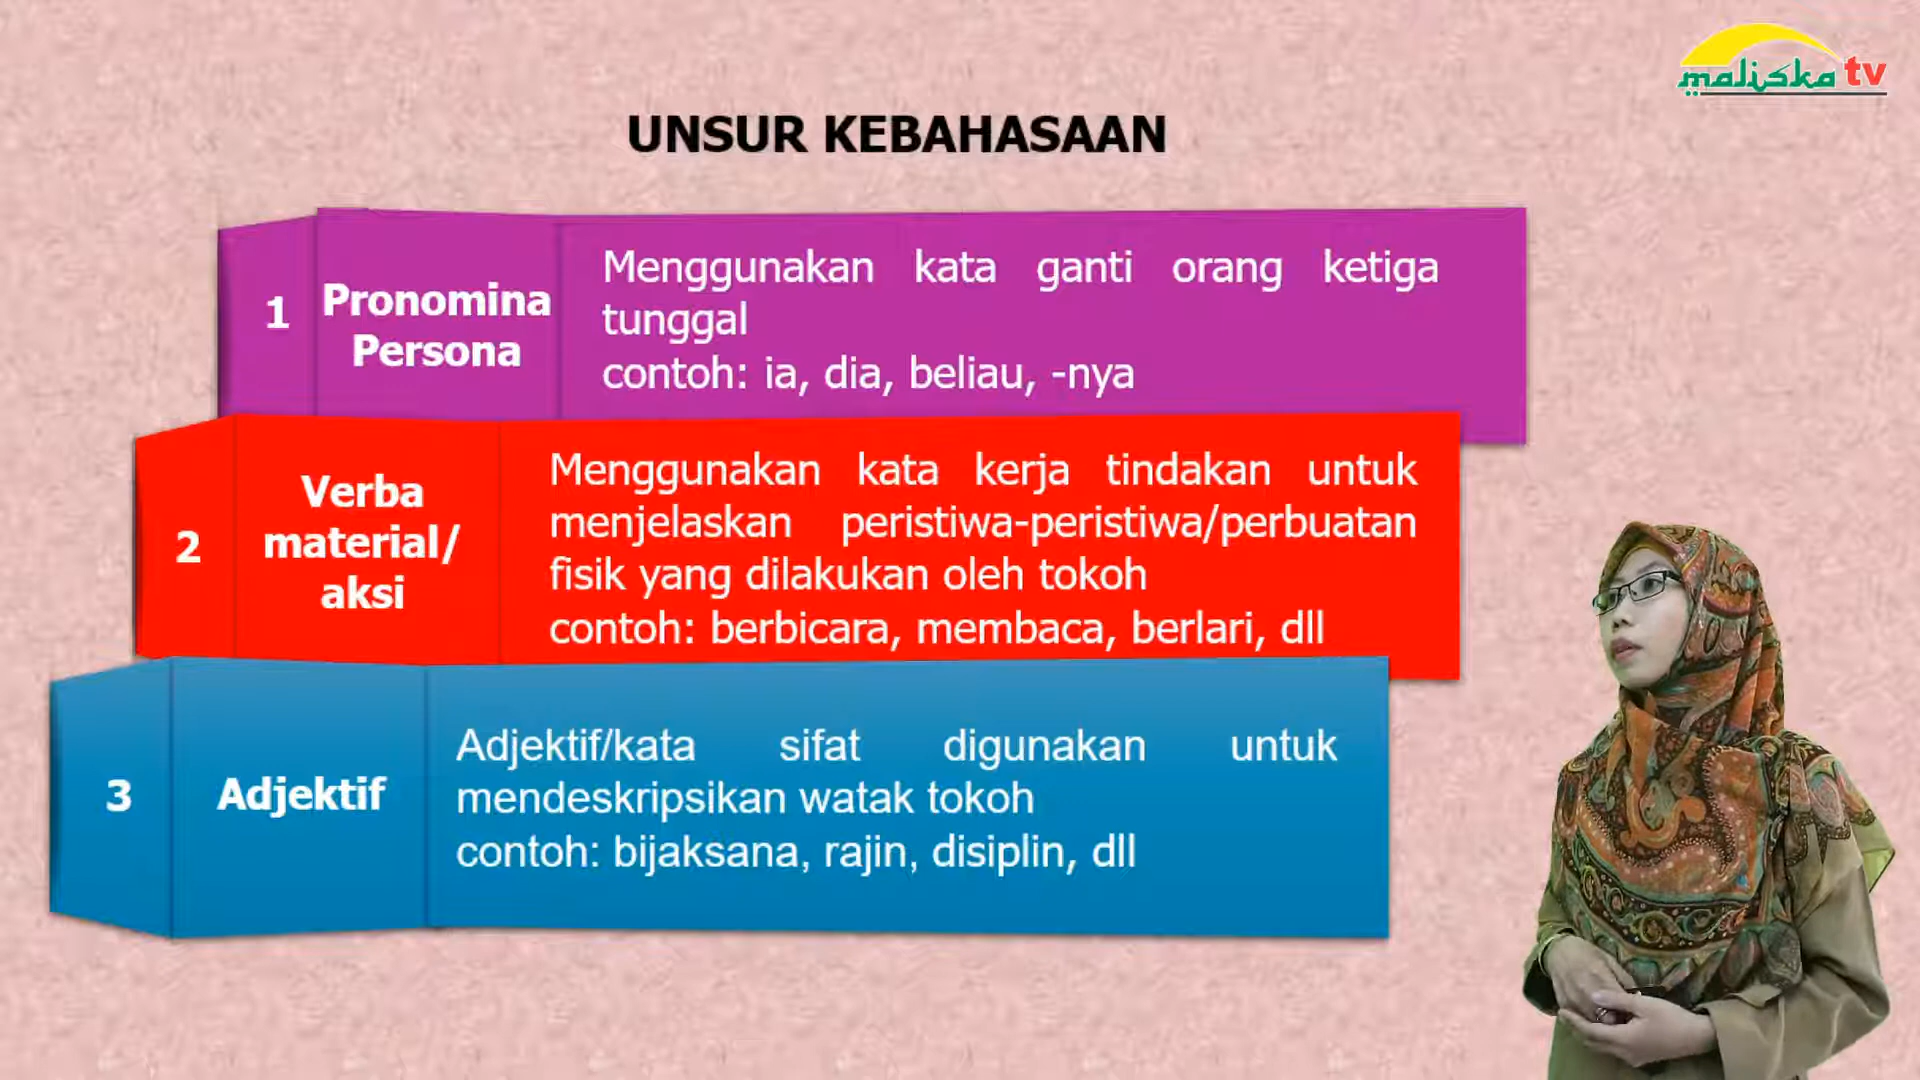 maliska tv
UNSUR KEBAHASAAN
1
Pronomina
Persona
Menggunakan kata ganti orang ketiga
tunggal
contoh: ia, dia, beliau, -nya
2
Verba
material/
aksi
Menggunakan kata kerja tindakan untuk
menjelaskan peristiwa-peristiwa/perbuatan
fisik yang dilakukan oleh tokoh
contoh: berbicara, membaca, berlari, dll
3
Adjektif
Adjektif/kata sifat digunakan untuk
mendeskripsikan watak tokoh
contoh: bijaksana, rajin, disiplin, dll